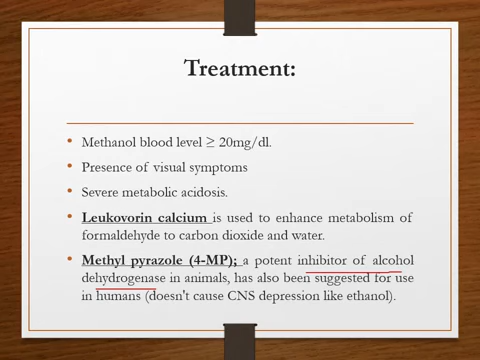 Treatment:
• Methanol blood level ≥ 20mg/dl.
• Presence of visual symptoms
• Severe metabolic acidosis.
• Leukovorin calcium is used to enhance metabolism of
formaldehyde to carbon dioxide and water.
• Methyl pyrazole (4-MP); a potent inhibitor of alcohol
dehydrogenase in animals, has also been suggested for use
in humans (doesn't cause CNS depression like ethanol).